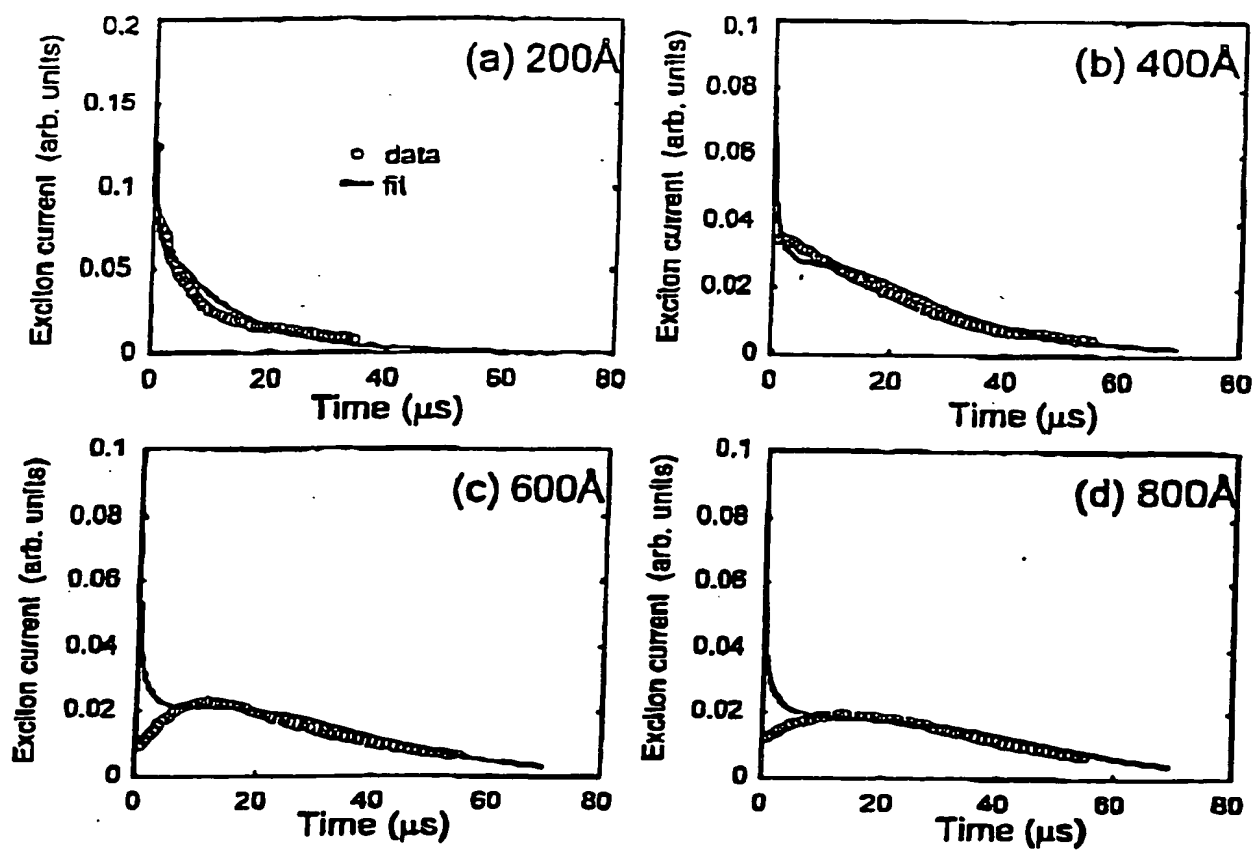 (a) 200Å
Exciton current (arb. units)
0.2
0.15
0.1
0.05
0
data
fit
0 20 40 60 80
Time (μs)
(b) 400Å
Exciton current (arb. units)
0.1
0.08
0.06
0.04
0.02
0
0 20 40 60 80
Time (μs)
(c) 600Å
Exciton current (arb. units)
0.1
0.08
0.06
0.04
0.02
0
0 20 40 60 80
Time (μs)
(d) 800Å
Exciton current (arb. units)
0.1
0.08
0.06
0.04
0.02
0
0 20 40 60 80
Time (μs)